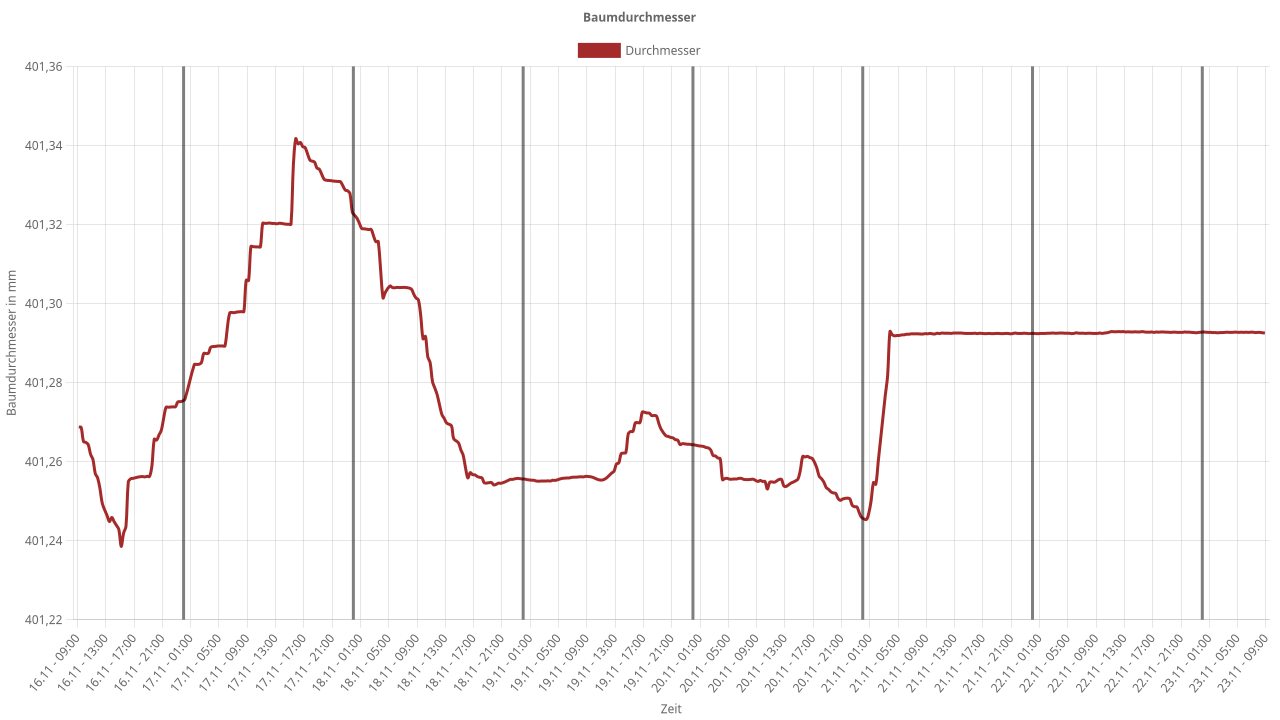 Baumdurchmesser
Durchmesser
401,36
401,34
401,32
401,30
401,28
401,26
401,24
401,22
Baumdurchmesser in mm
16.11 - 09:00
16.11 - 13:00
16.11 - 17:00
16.11 - 21:00
17.11 - 01:00
17.11 - 05:00
17.11 - 09:00
17.11 - 13:00
17.11 - 17:00
17.11 - 21:00
18.11 - 01:00
18.11 - 05:00
18.11 - 09:00
18.11 - 13:00
18.11 - 17:00
18.11 - 21:00
19.11 - 01:00
19.11 - 05:00
19.11 - 09:00
19.11 - 13:00
19.11 - 17:00
19.11 - 21:00
20.11 - 01:00
20.11 - 05:00
20.11 - 09:00
20.11 - 13:00
20.11 - 17:00
20.11 - 21:00
21.11 - 01:00
21.11 - 05:00
21.11 - 09:00
21.11 - 13:00
21.11 - 17:00
21.11 - 21:00
22.11 - 01:00
22.11 - 05:00
22.11 - 09:00
22.11 - 13:00
22.11 - 17:00
22.11 - 21:00
23.11 - 01:00
23.11 - 05:00
23.11 - 09:00
Zeit